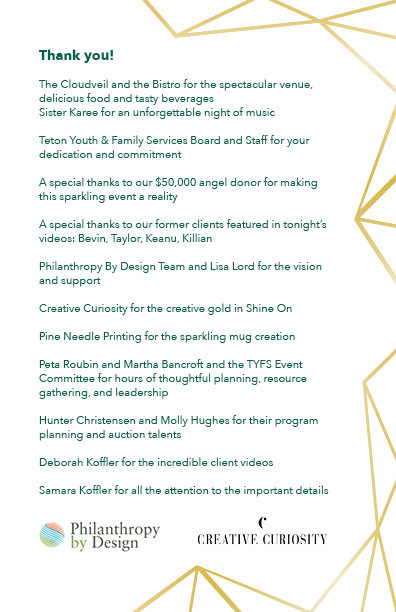 Thank you!
The Cloudveil and the Bistro for the spectacular venue,
delicious food and tasty beverages
Sister Karee for an unforgettable night of music
Teton Youth & Family Services Board and Staff for your
dedication and commitment
A special thanks to our $50,000 angel donor for making
this sparkling event a reality
A special thanks to our former clients featured in tonight's
videos: Bevin, Taylor, Keanu, Killian
Philanthropy By Design Team and Lisa Lord for the vision
and support
Creative Curiosity for the creative gold in Shine On
Pine Needle Printing for the sparkling mug creation
Peta Roubin and Martha Bancroft and the TYFS Event
Committee for hours of thoughtful planning, resource
gathering, and leadership
Hunter Christensen and Molly Hughes for their program
planning and auction talents
Deborah Koffler for the incredible client videos
Samara Koffler for all the attention to the important details
Philanthropy
by Design
C
CREATIVE CURIOSITY